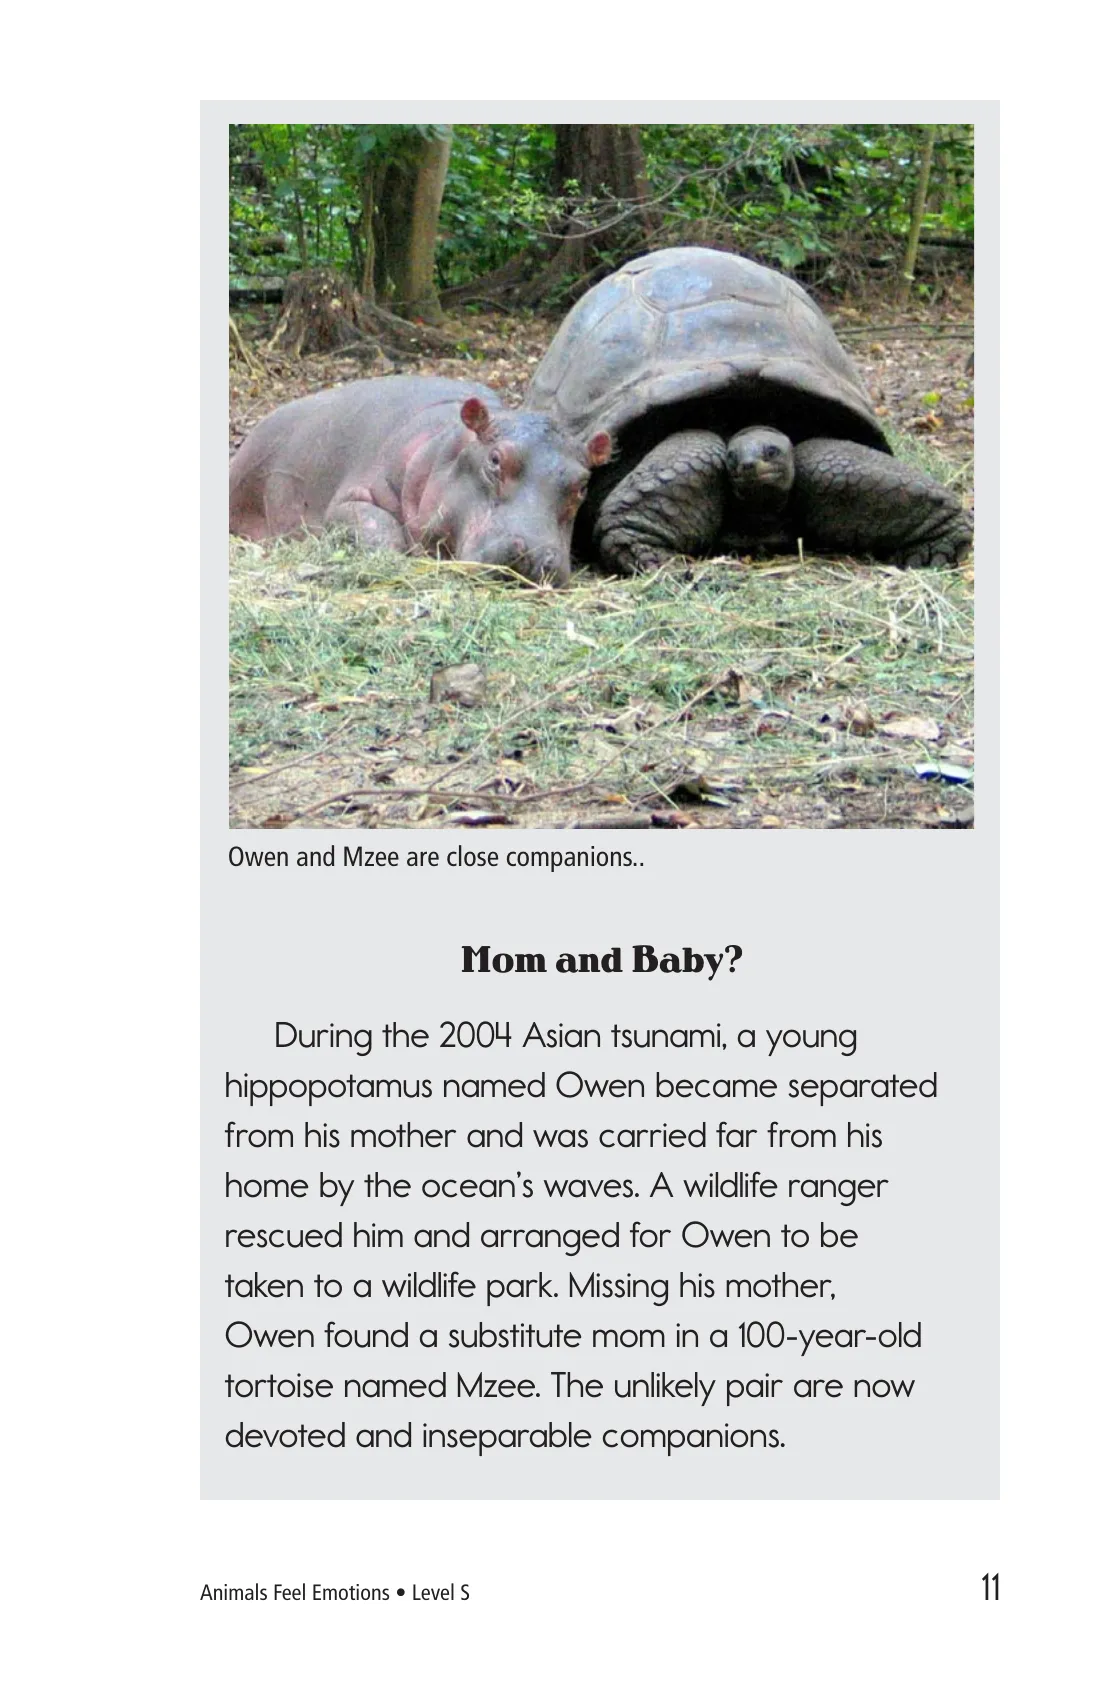 Owen and Mzee are close companions..
Mom and Baby?
During the 2004 Asian tsunami, a young
hippopotamus named Owen became separated
from his mother and was carried far from his
home by the ocean’s waves. A wildlife ranger
rescued him and arranged for Owen to be
taken to a wildlife park. Missing his mother,
Owen found a substitute mom in a 100-year-old
tortoise named Mzee. The unlikely pair are now
devoted and inseparable companions.
Animals Feel Emotions • Level S
11